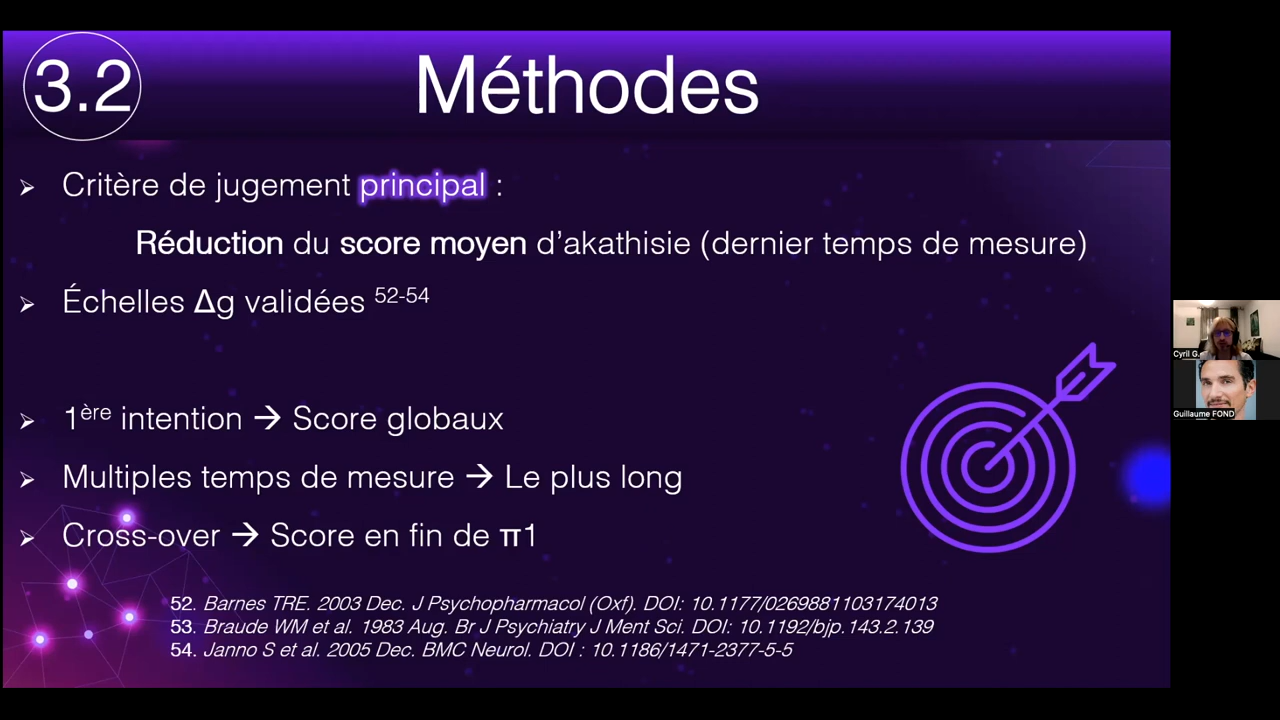 3.2
Méthodes
➢ Critère de jugement principal :
Réduction du score moyen d’akathisie (dernier temps de mesure)
➢ Échelles Δg validées 52-54
➢ 1ère intention → Score globaux
➢ Multiples temps de mesure → Le plus long
➢ Cross-over → Score en fin de π1
Cyril G.
Guillaume FOND
52. Barnes TRE. 2003 Dec. J Psychopharmacol (Oxf). DOI: 10.1177/0269881103174013
53. Braude WM et al. 1983 Aug. Br J Psychiatry J Ment Sci. DOI: 10.1192/bjp.143.2.139
54. Janno S et al. 2005 Dec. BMC Neurol. DOI : 10.1186/1471-2377-5-5